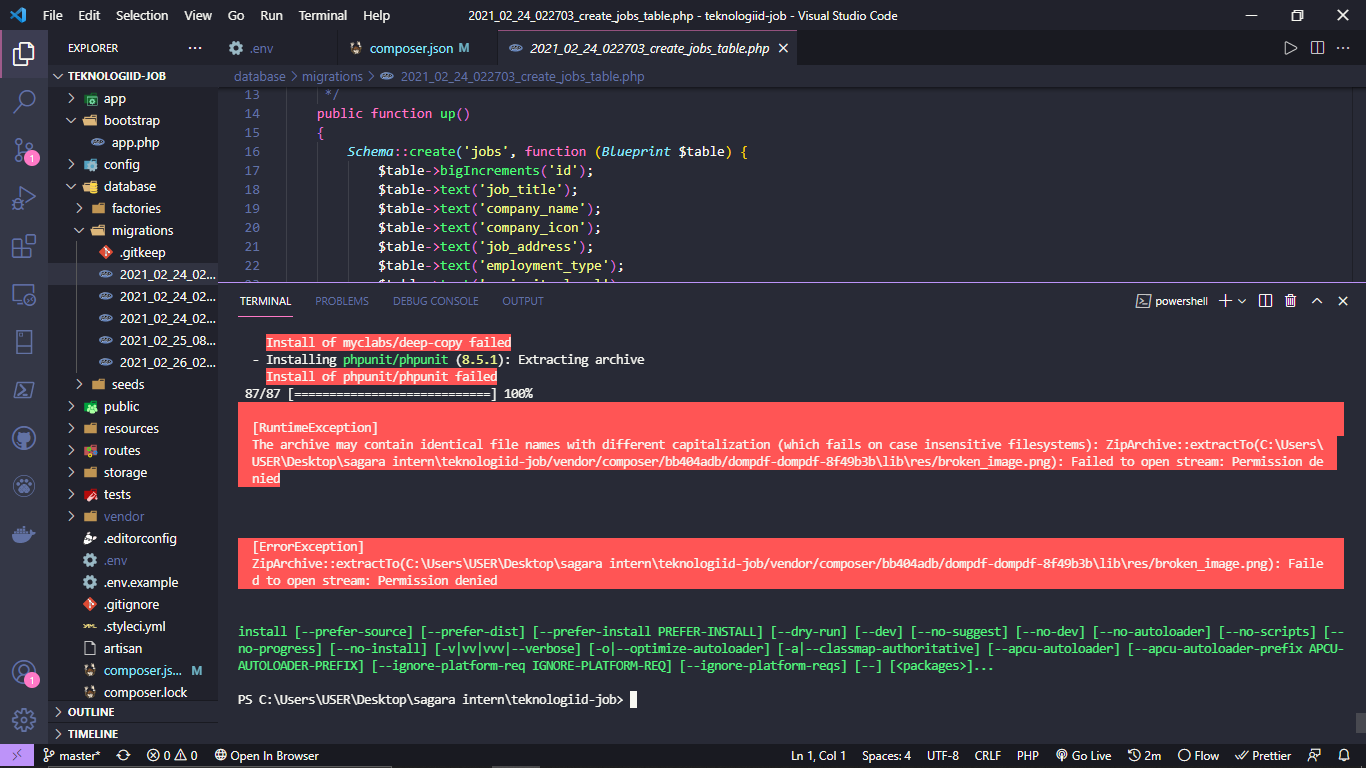 File Edit Selection View Go Run Terminal Help
2021_02_24_022703_create_jobs_table.php - teknologiid-job - Visual Studio Code
EXPLORER
.env
composer.json M
2021_02_24_022703_create_jobs_table.php
TEKNOLOGIID-JOB
database > migrations > 2021_02_24_022703_create_jobs_table.php
app
bootstrap
app.php
config
database
factories
migrations
.gitkeep
2021_02_24_02...
2021_02_24_02...
2021_02_24_02...
2021_02_25_08...
2021_02_26_02...
seeds
public
resources
routes
storage
tests
vendor
.editorconfig
.env
.env.example
.gitignore
.styleci.yml
artisan
composer.js... M
composer.lock
OUTLINE
TIMELINE
1
1
13 */
14 public function up()
15 {
16 Schema::create('jobs', function (Blueprint $table) {
17 $table->bigIncrements('id');
18 $table->text('job_title');
19 $table->text('company_name');
20 $table->text('company_icon');
21 $table->text('job_address');
22 $table->text('employment_type');
TERMINAL PROBLEMS DEBUG CONSOLE OUTPUT
powershell
Install of myclabs/deep-copy failed
- Installing phpunit/phpunit (8.5.1): Extracting archive
Install of phpunit/phpunit failed
87/87 [============================] 100%
[RuntimeException]
The archive may contain identical file names with different capitalization (which fails on case insensitive filesystems): ZipArchive::extractTo(C:\Users\
USER\Desktop\sagara intern\teknologiid-job/vendor/composer/bb404adb/dompdf-dompdf-8f49b3b\lib\res/broken_image.png): Failed to open stream: Permission de
nied
[ErrorException]
ZipArchive::extractTo(C:\Users\USER\Desktop\sagara intern\teknologiid-job/vendor/composer/bb404adb/dompdf-dompdf-8f49b3b\lib\res/broken_image.png): Faile
d to open stream: Permission denied
install [--prefer-source] [--prefer-dist] [--prefer-install PREFER-INSTALL] [--dry-run] [--dev] [--no-suggest] [--no-dev] [--no-autoloader] [--no-scripts] [--
no-progress] [--no-install] [-v|vv|vvv|--verbose] [-o|--optimize-autoloader] [-a|--classmap-authoritative] [--apcu-autoloader] [--apcu-autoloader-prefix APCU-
AUTOLOADER-PREFIX] [--ignore-platform-req IGNORE-PLATFORM-REQ] [--ignore-platform-reqs] [--] [<packages>]...
PS C:\Users\USER\Desktop\sagara intern\teknologiid-job>
master* 0 0 Open In Browser
Ln 1, Col 1 Spaces: 4 UTF-8 CRLF PHP Go Live 2m Flow Prettier